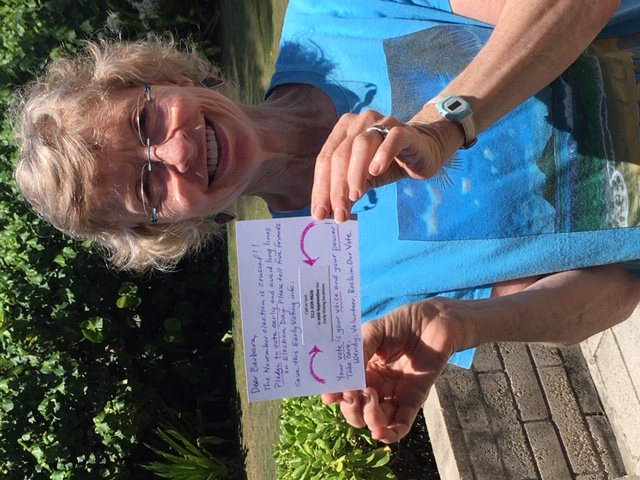 Dear Barbara,
The November election is crucial!!
Pledge to vote early and avoid long lines
on Election Day. Please tell five friends.
Save this Early Voting info:
Call or text
512-359-9624
in mid-September for
Early Voting locations.
Your vote is your voice and your power!
Take care,
Wendy, Volunteer, Reclaim Our Vote